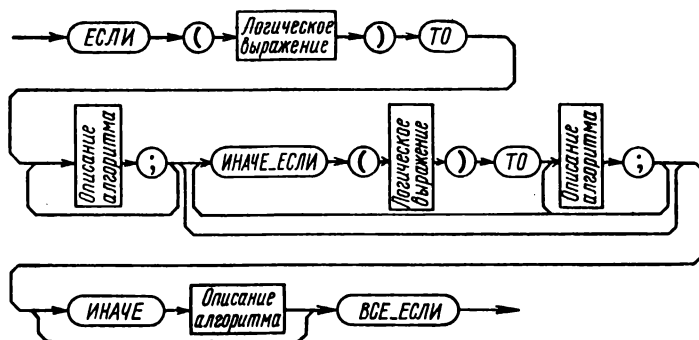 ЕСЛИ ( Логическое выражение ) ТО
Описание алгоритма ; ИНАЧЕ_ЕСЛИ ( Логическое выражение ) ТО Описание алгоритма ;
ИНАЧЕ Описание алгоритма ВСЕ_ЕСЛИ